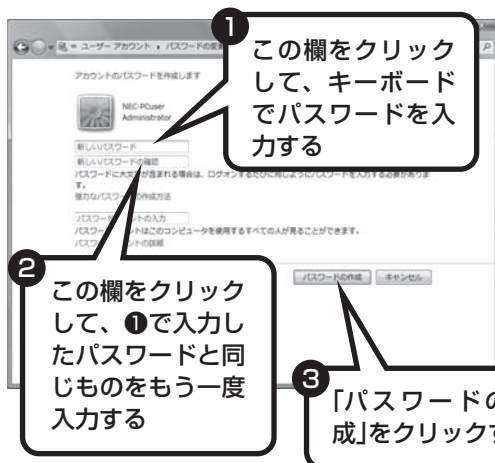 ユーザー アカウント ▸ パスワードの変更
アカウントのパスワードを作成します
NEC-PCuser
Administrator
新しいパスワード
新しいパスワードの確認
パスワードに大文字が含まれる場合は、ログオンするたびに同じようにパスワードを入力する必要がありま
す。
強力なパスワードの作成方法
パスワード ヒントの入力
パスワード ヒントはこのコンピュータを使用するすべての人が見ることができます。
パスワード ヒントの詳細
パスワードの作成 キャンセル
❶
この欄をクリック
して、キーボード
でパスワードを入
力する
❷
この欄をクリック
して、❶で入力し
たパスワードと同
じものをもう一度
入力する
❸
「パスワードの
成」をクリックす